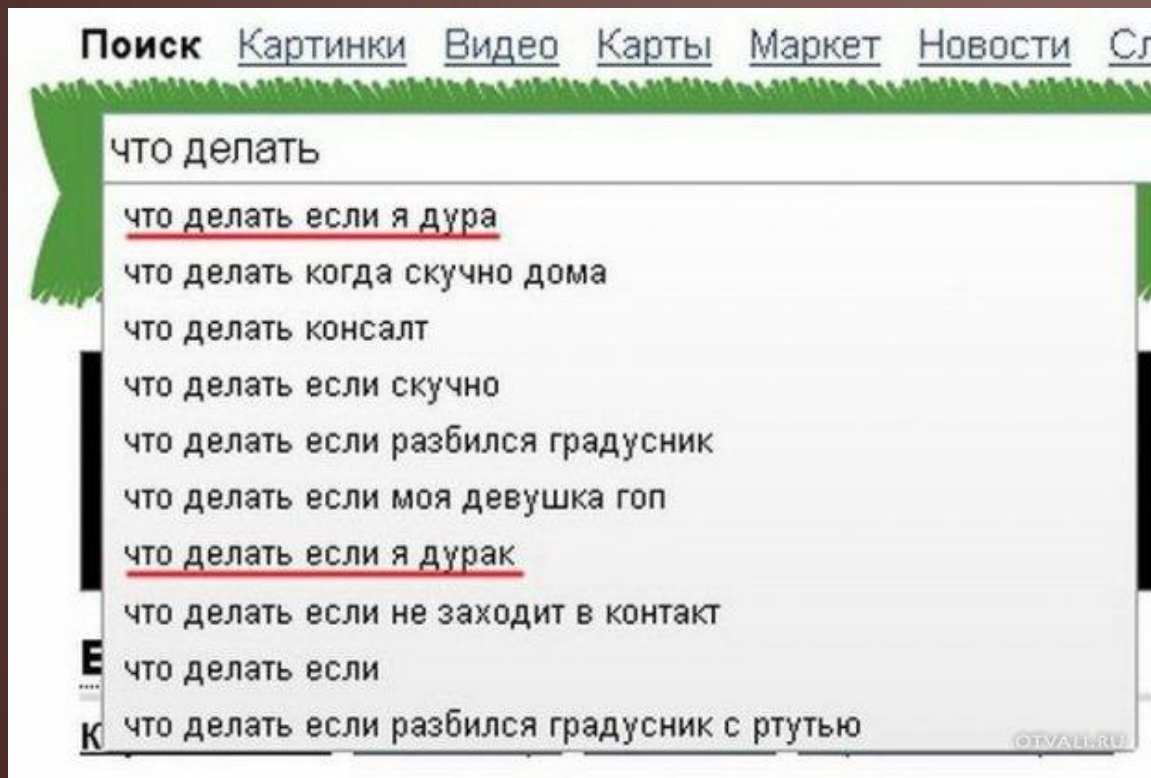 Поиск Картинки Видео Карты Маркет Новости
что делать
что делать если я дура
что делать когда скучно дома
что делать консалт
что делать если скучно
что делать если разбился градусник
что делать если моя девушка гоп
что делать если я дурак
что делать если не заходит в контакт
что делать если
что делать если разбился градусник с ртутью
OTVALI.RU